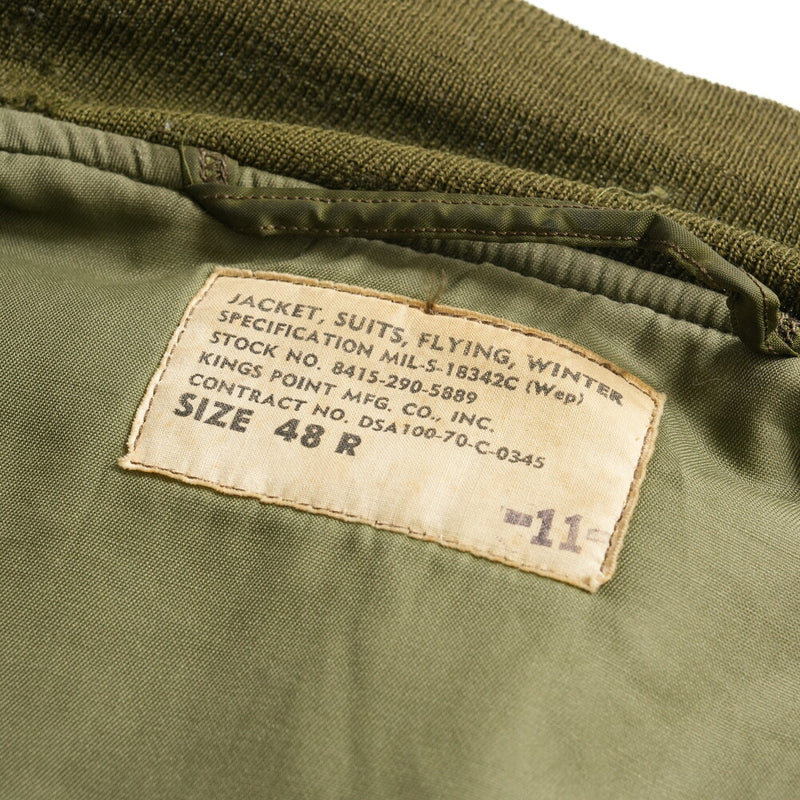 JACKET, SUITS, FLYING, WINTER
SPECIFICATION MIL-S-18342C (Wep)
STOCK NO. 8415-290-5889
KINGS POINT MFG. CO., INC.
CONTRACT NO. DSA100-70-C-0345
SIZE 48 R
-11-